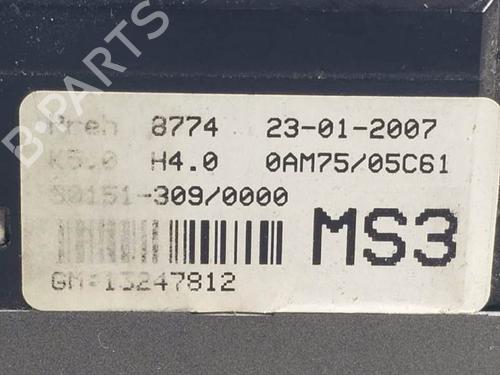 B-PARTS
Preh 8774 23-01-2007
K5.0 H4.0 0AM75/05C61
50151-309/0000
MS3
GM:13247812